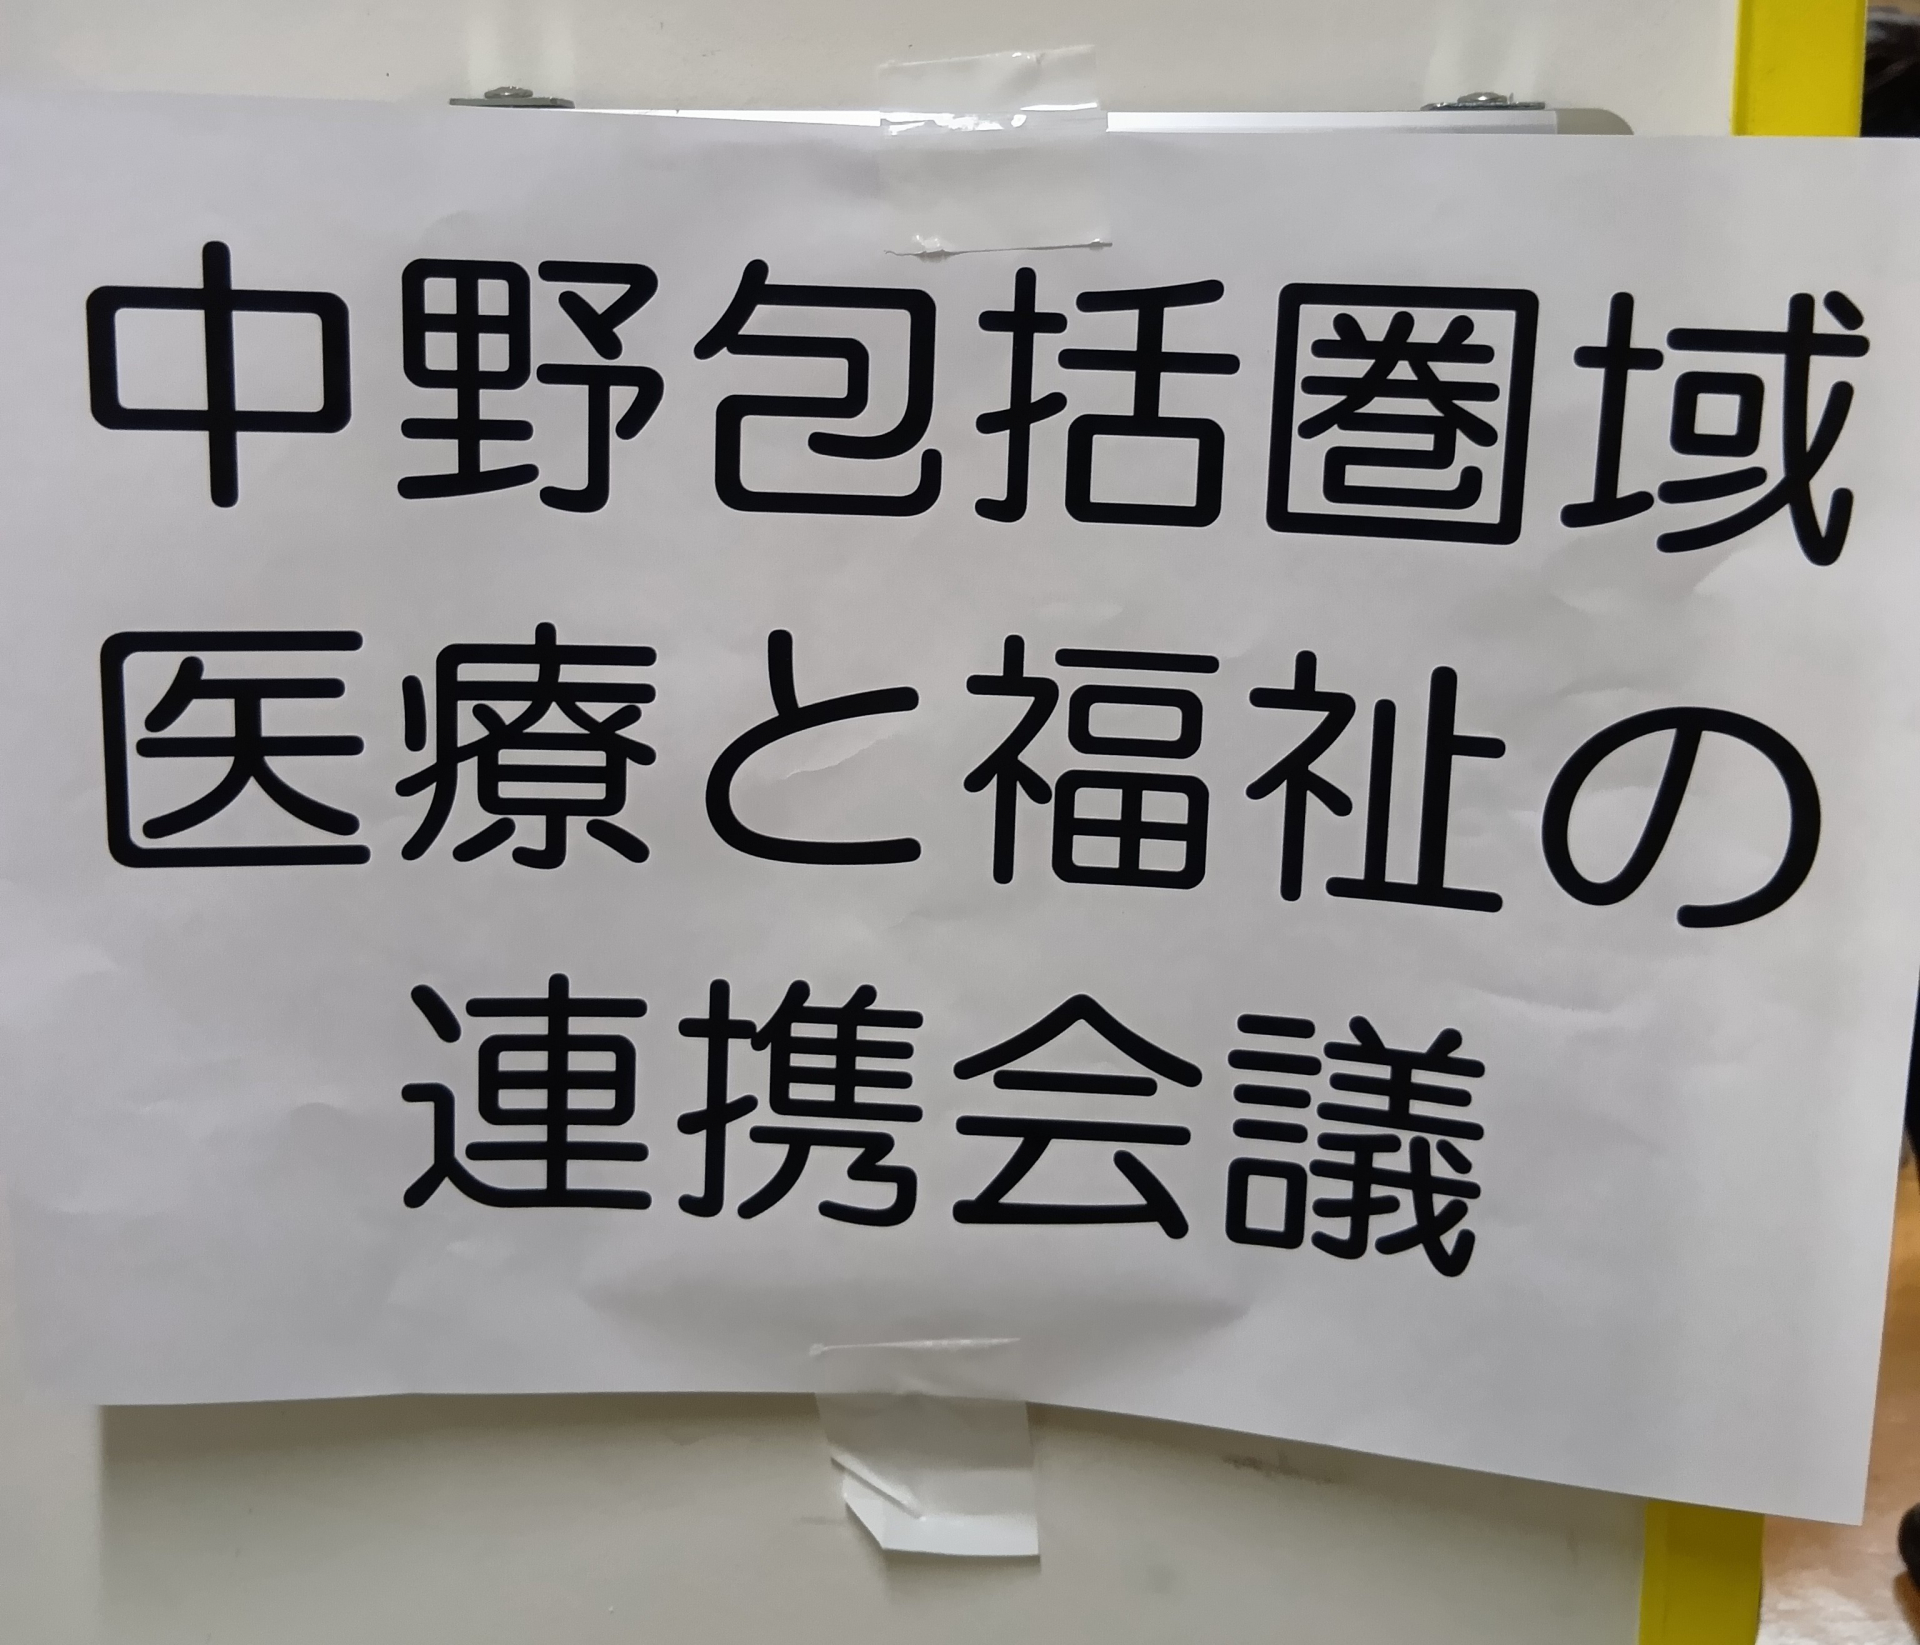 中野包括圏域
医療と福祉の
連携会議